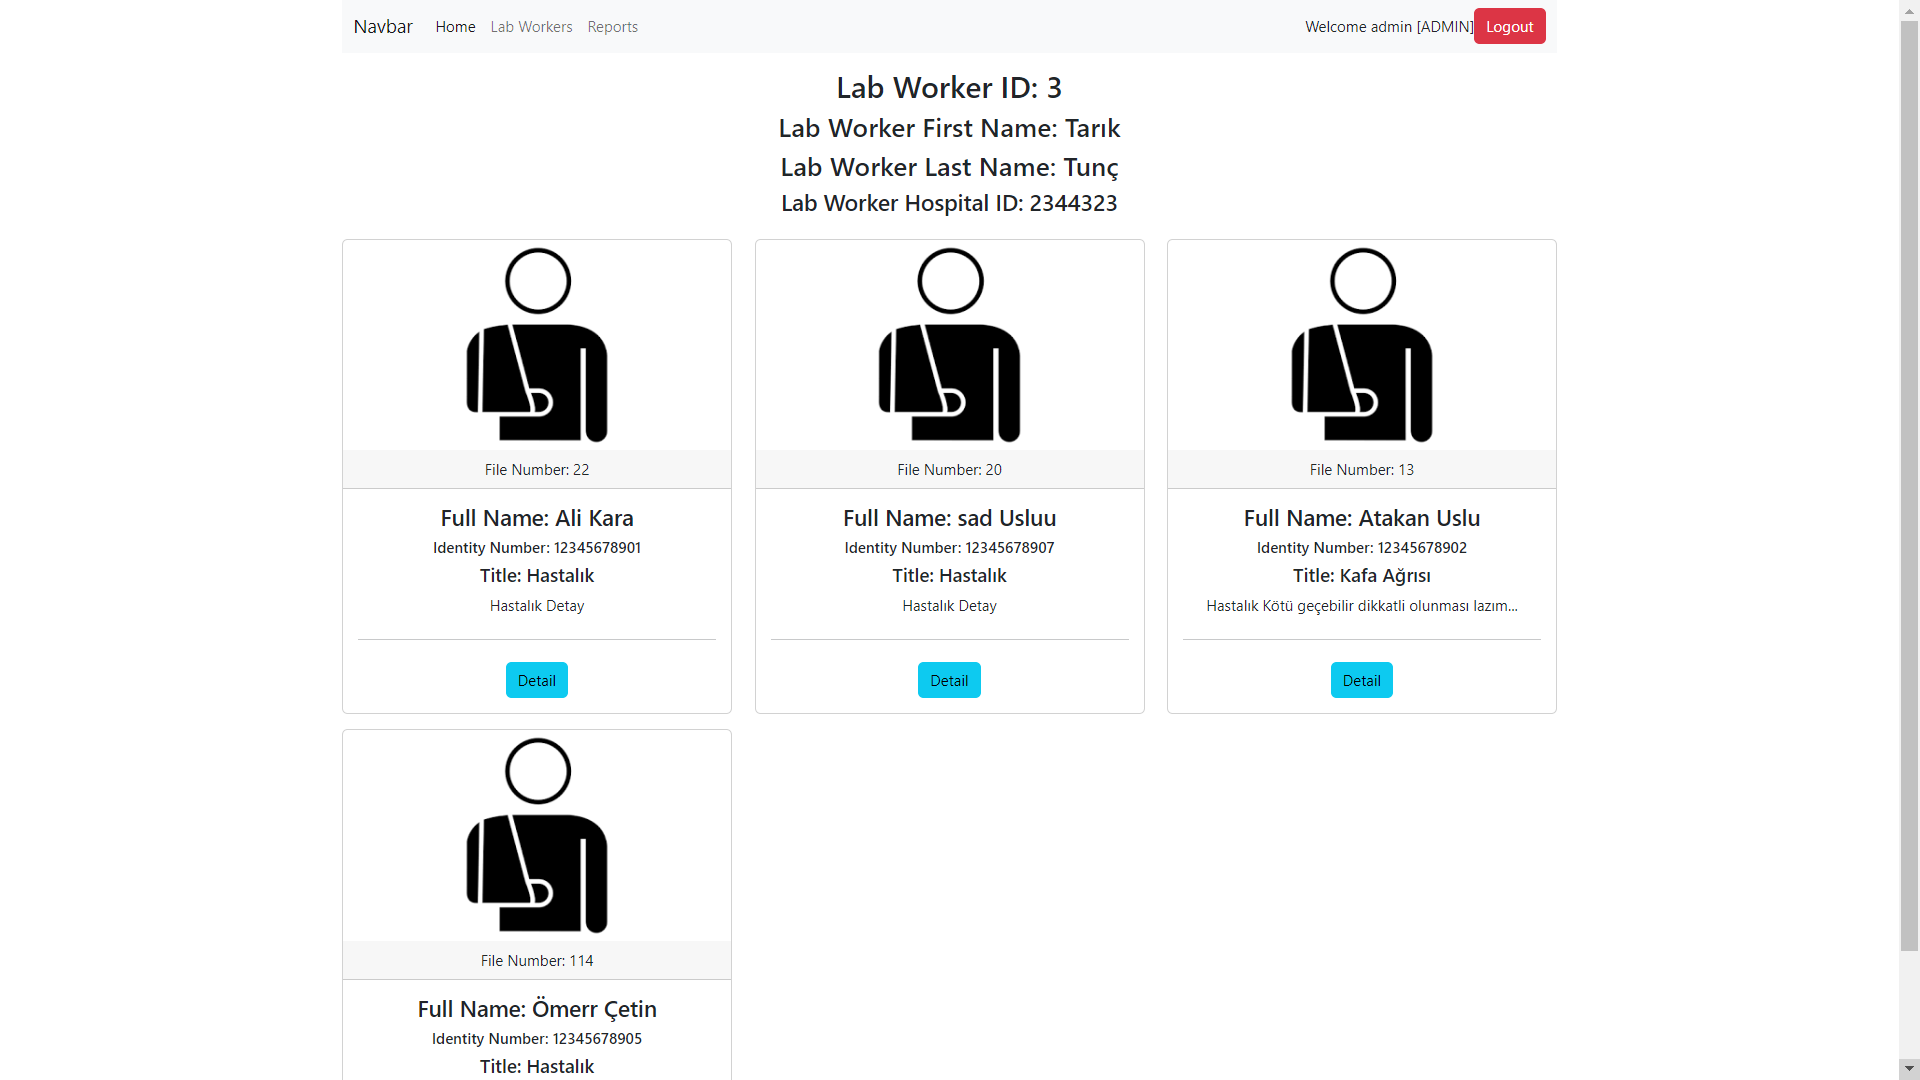 Navbar Home Lab Workers Reports Welcome admin [ADMIN] Logout
Lab Worker ID: 3
Lab Worker First Name: Tarık
Lab Worker Last Name: Tunç
Lab Worker Hospital ID: 2344323
File Number: 22
Full Name: Ali Kara
Identity Number: 12345678901
Title: Hastalık
Hastalık Detay
Detail
File Number: 20
Full Name: sad Usluu
Identity Number: 12345678907
Title: Hastalık
Hastalık Detay
Detail
File Number: 13
Full Name: Atakan Uslu
Identity Number: 12345678902
Title: Kafa Ağrısı
Hastalık Kötü geçebilir dikkatli olunması lazım...
Detail
File Number: 114
Full Name: Ömerr Çetin
Identity Number: 12345678905
Title: Hastalık